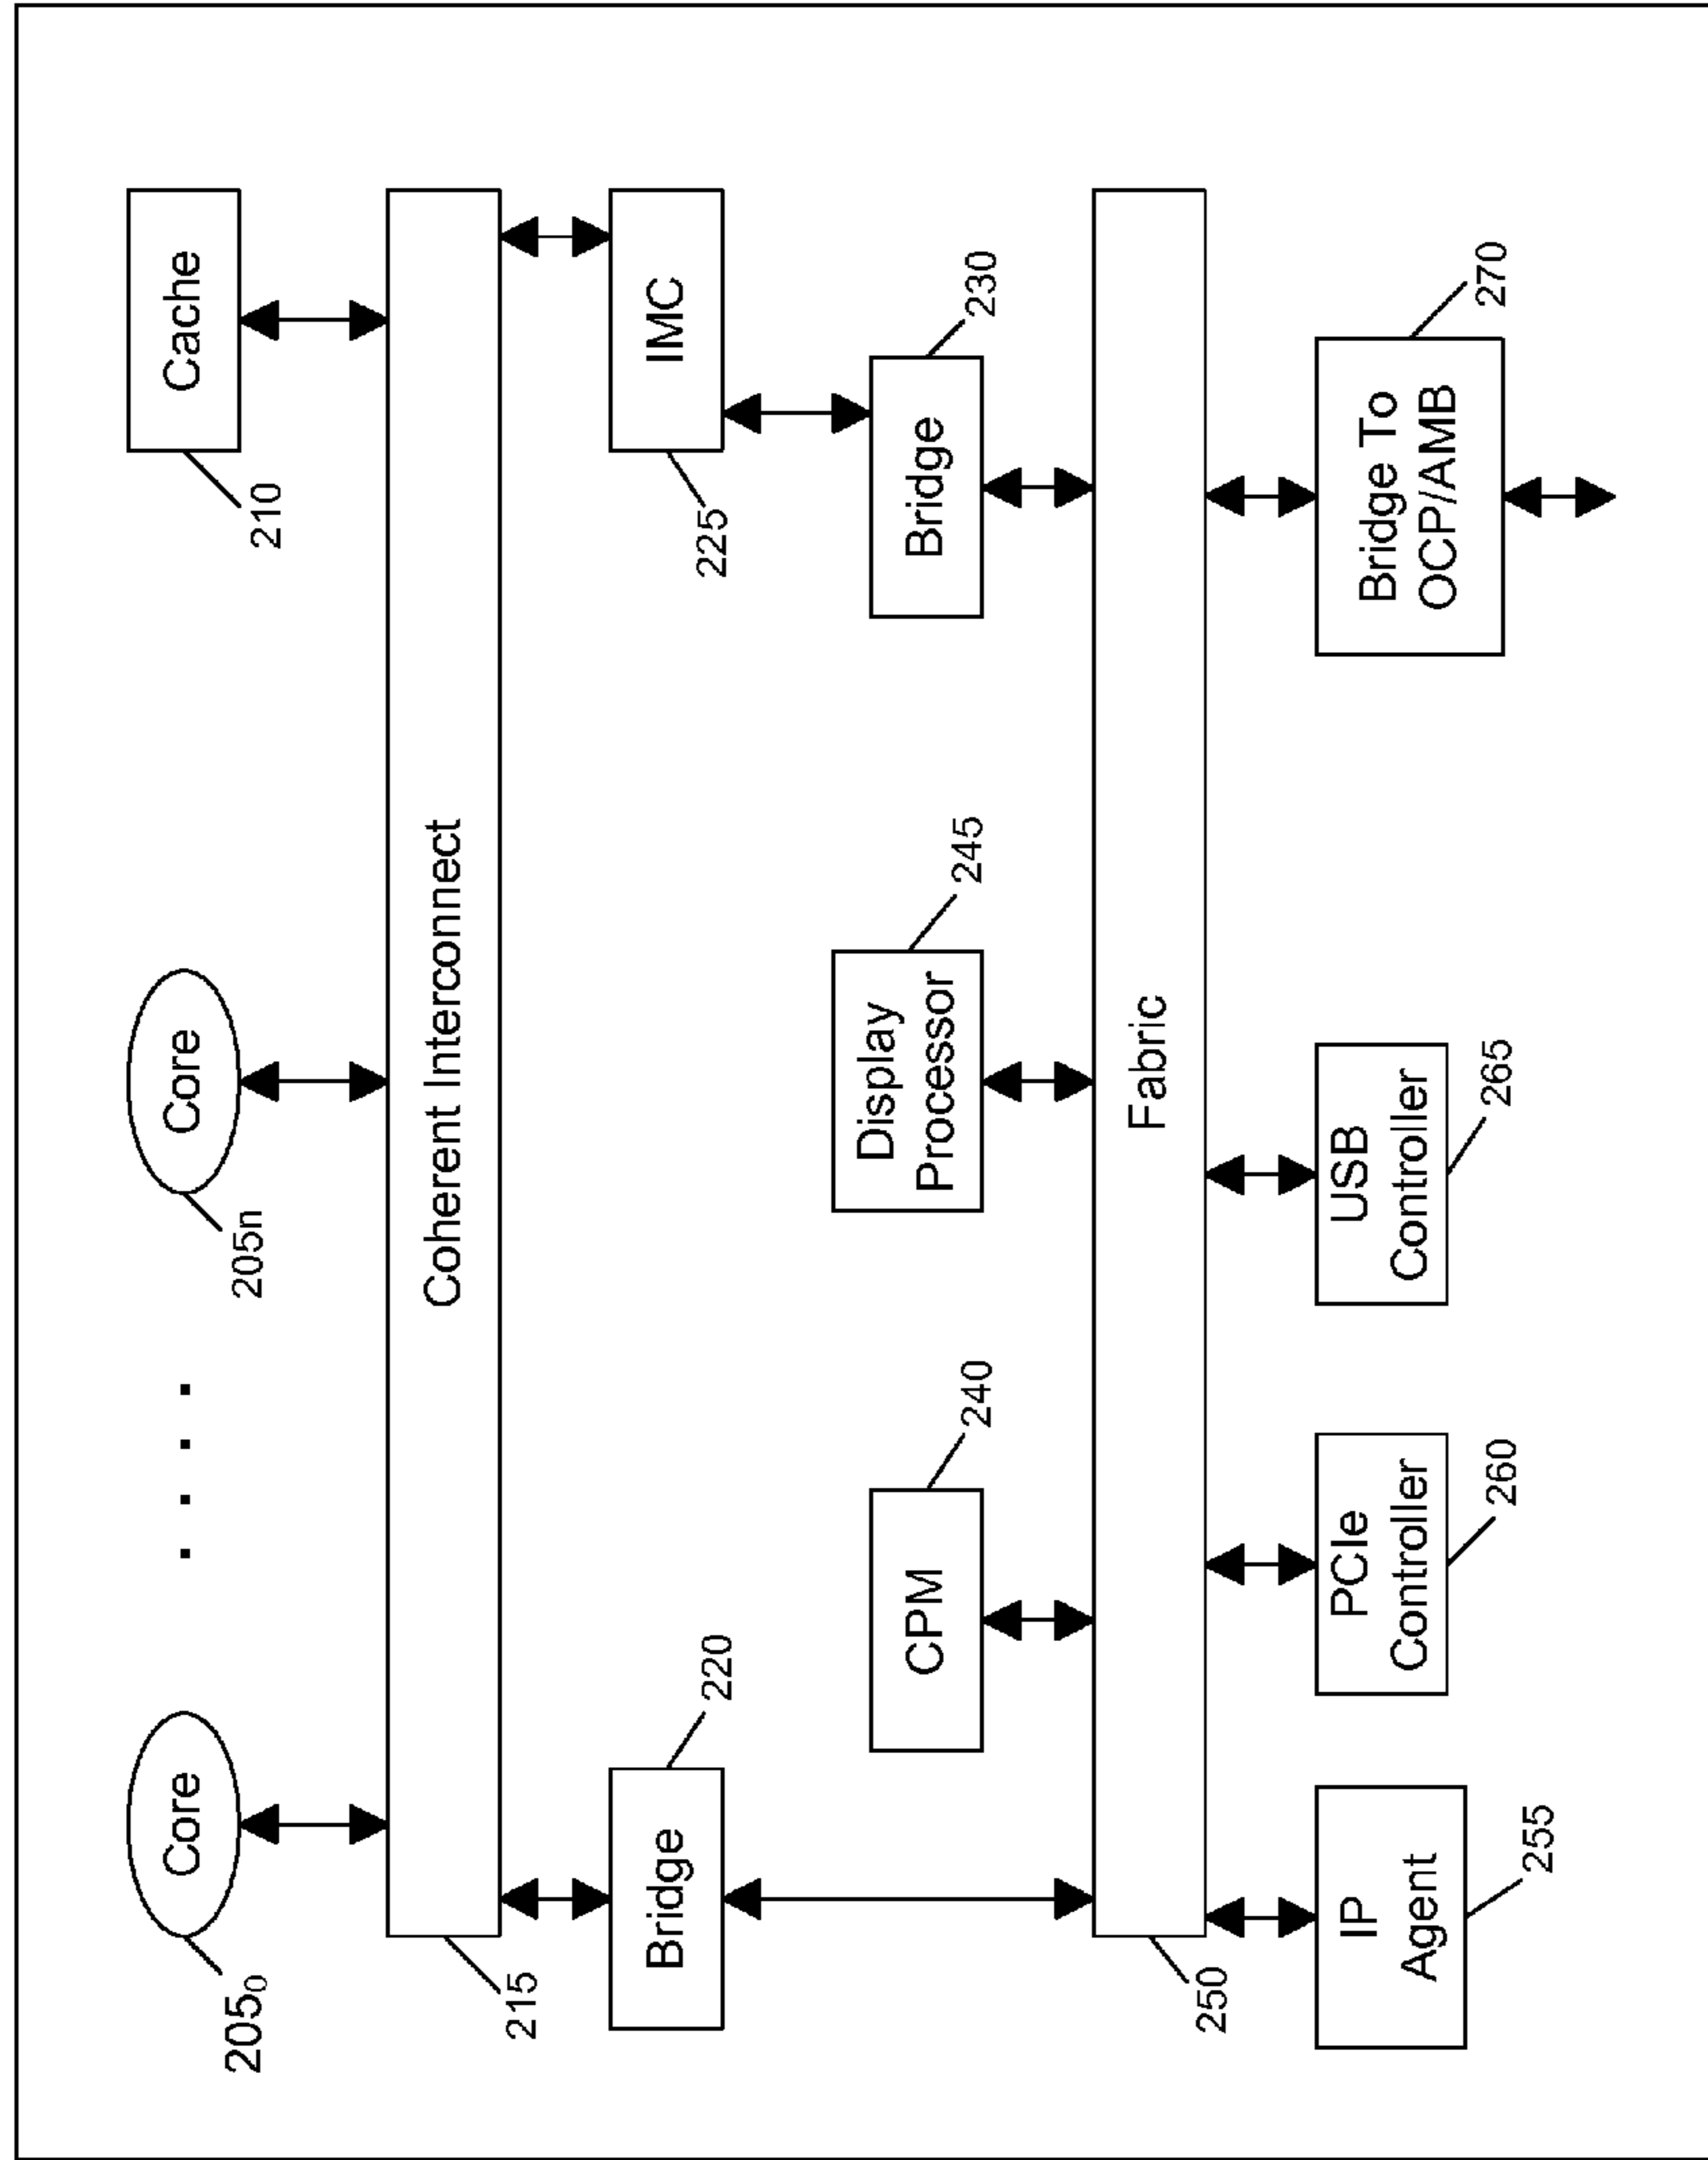 Core
Core
Cache
205₀
. . . .
205n
210
Coherent Interconnect
215
Bridge
220
IMC
225
CPM
240
Display
Processor
245
Bridge
230
Fabric
250
IP
Agent
255
PCIe
Controller
260
USB
Controller
265
Bridge To
OCP/AMB
270